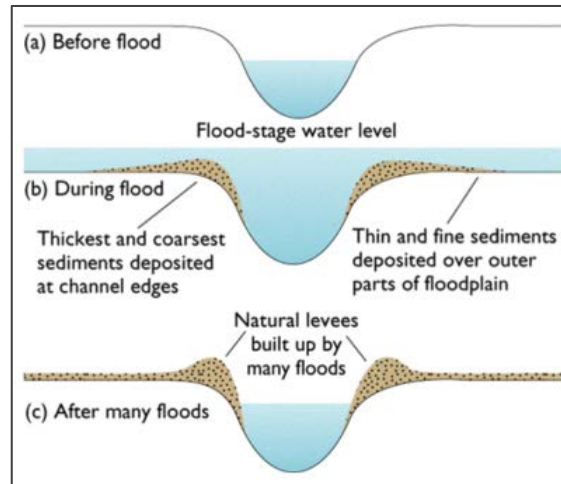 (a) Before flood
Flood-stage water level
(b) During flood
Thickest and coarsest
sediments deposited
at channel edges
Thin and fine sediments
deposited over outer
parts of floodplain
Natural levees
built up by
many floods
(c) After many floods